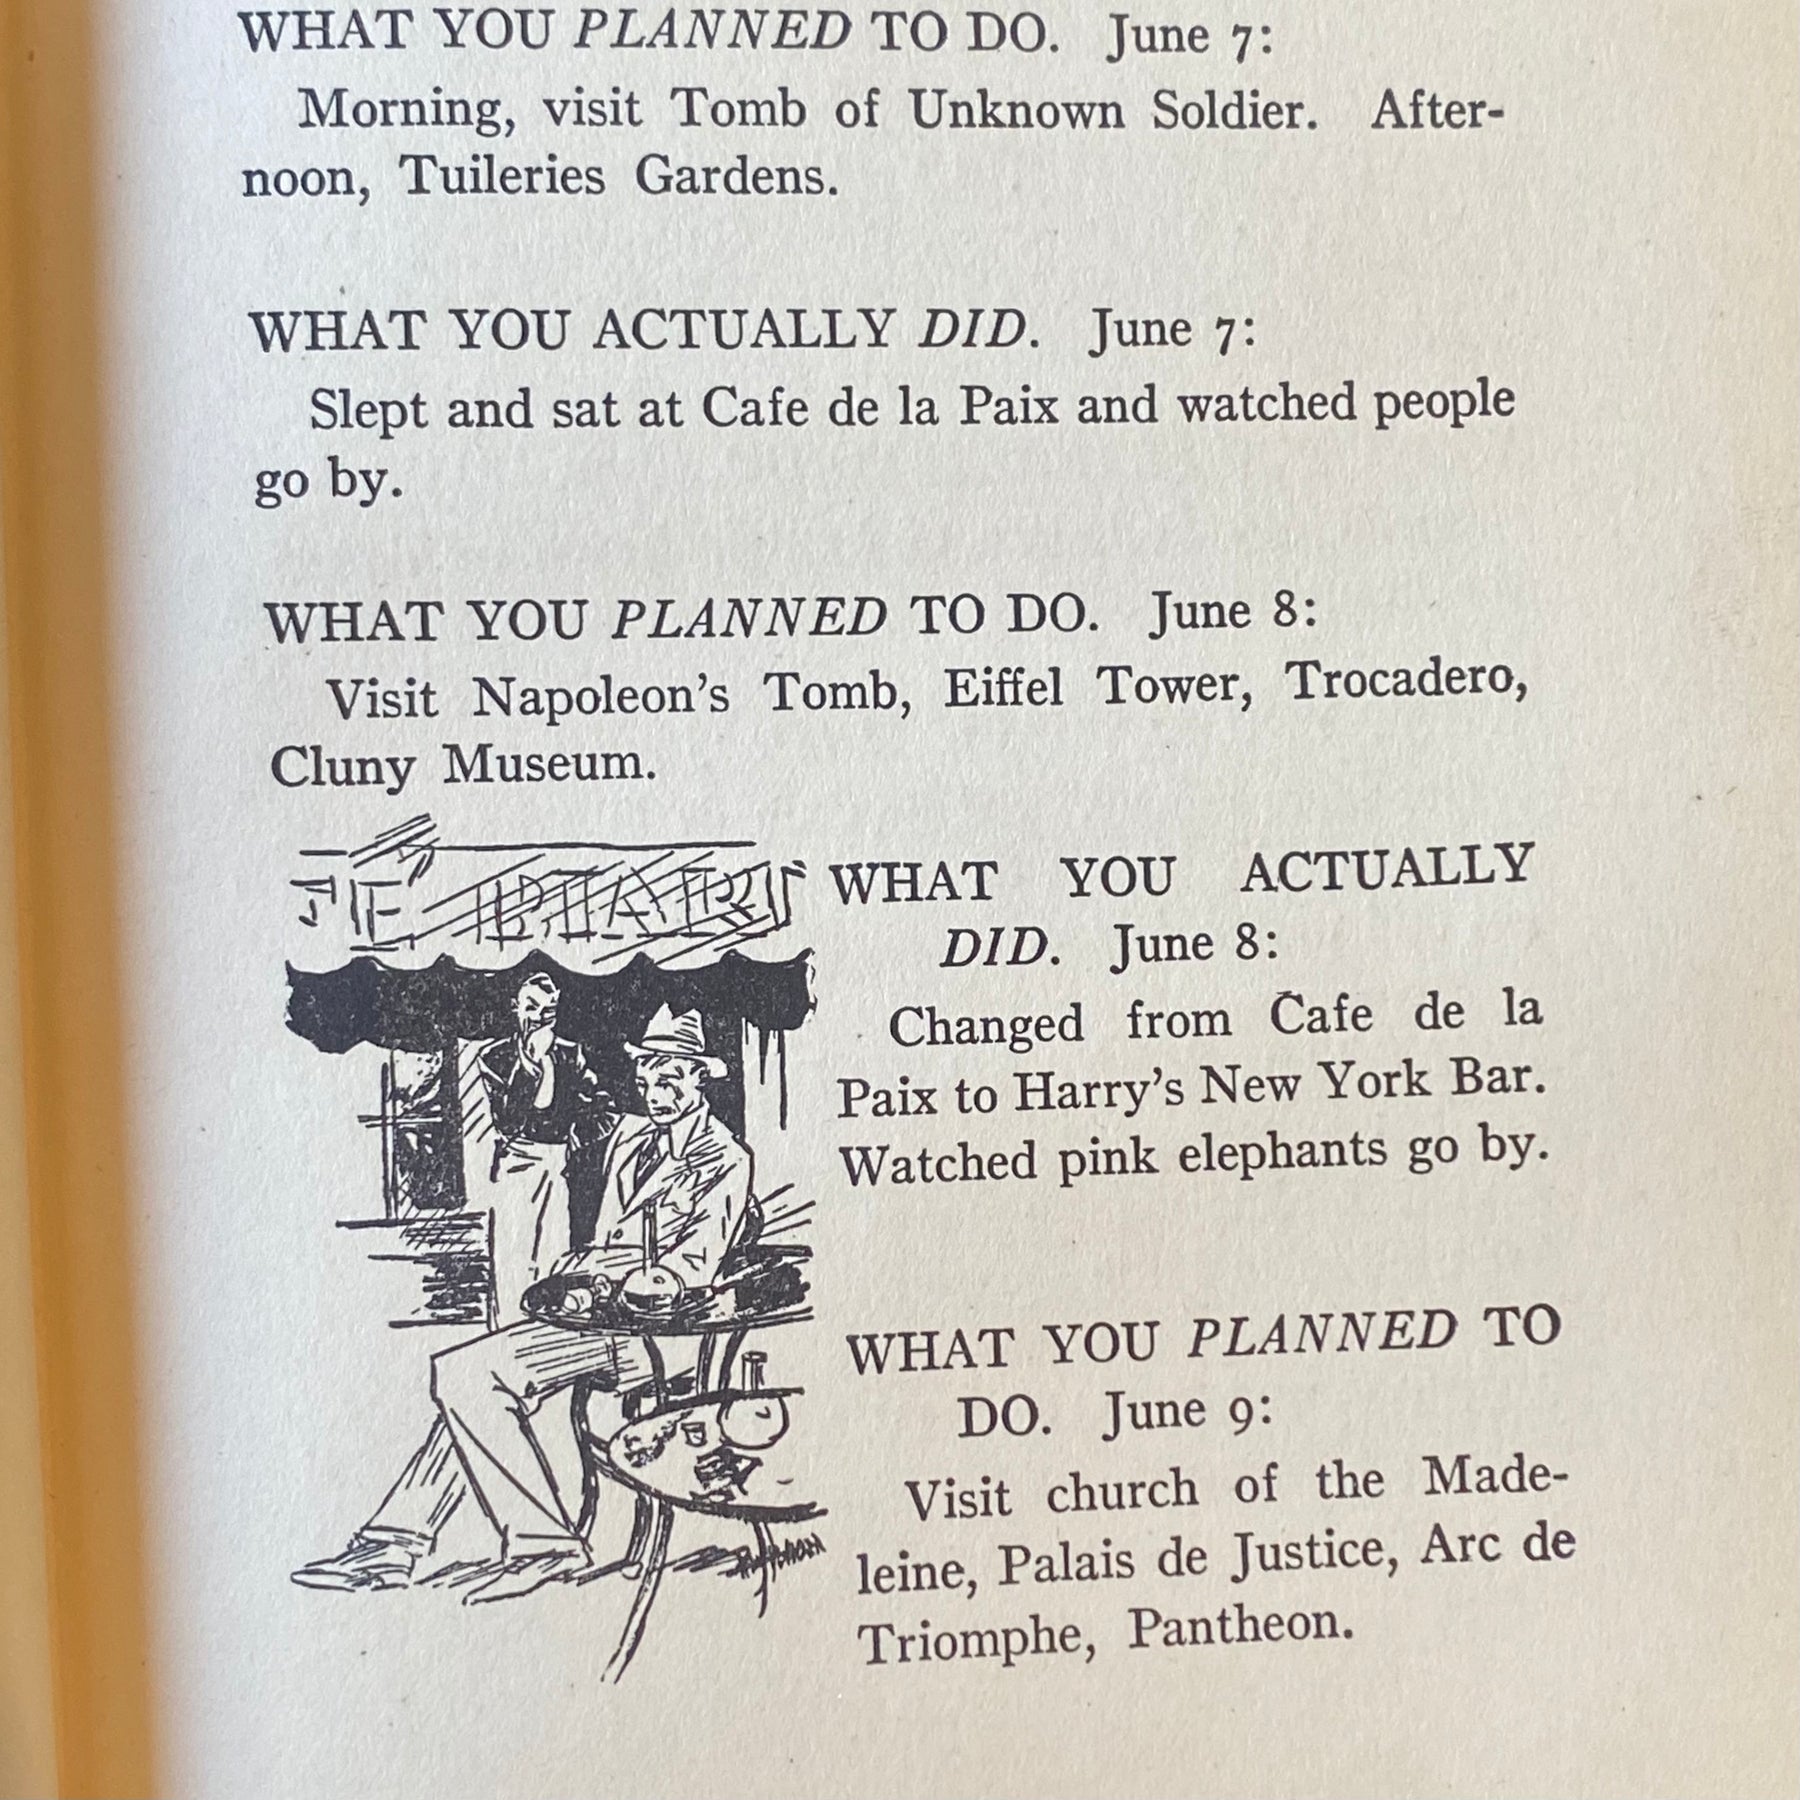 WHAT YOU PLANNED TO DO. June 7:
Morning, visit Tomb of Unknown Soldier. After-
noon, Tuileries Gardens.
WHAT YOU ACTUALLY DID. June 7:
Slept and sat at Cafe de la Paix and watched people
go by.
WHAT YOU PLANNED TO DO. June 8:
Visit Napoleon's Tomb, Eiffel Tower, Trocadero,
Cluny Museum.
WHAT YOU ACTUALLY
DID. June 8:
Changed from Cafe de la
Paix to Harry's New York Bar.
Watched pink elephants go by.
WHAT YOU PLANNED TO
DO. June 9:
Visit church of the Made-
leine, Palais de Justice, Arc de
Triomphe, Pantheon.